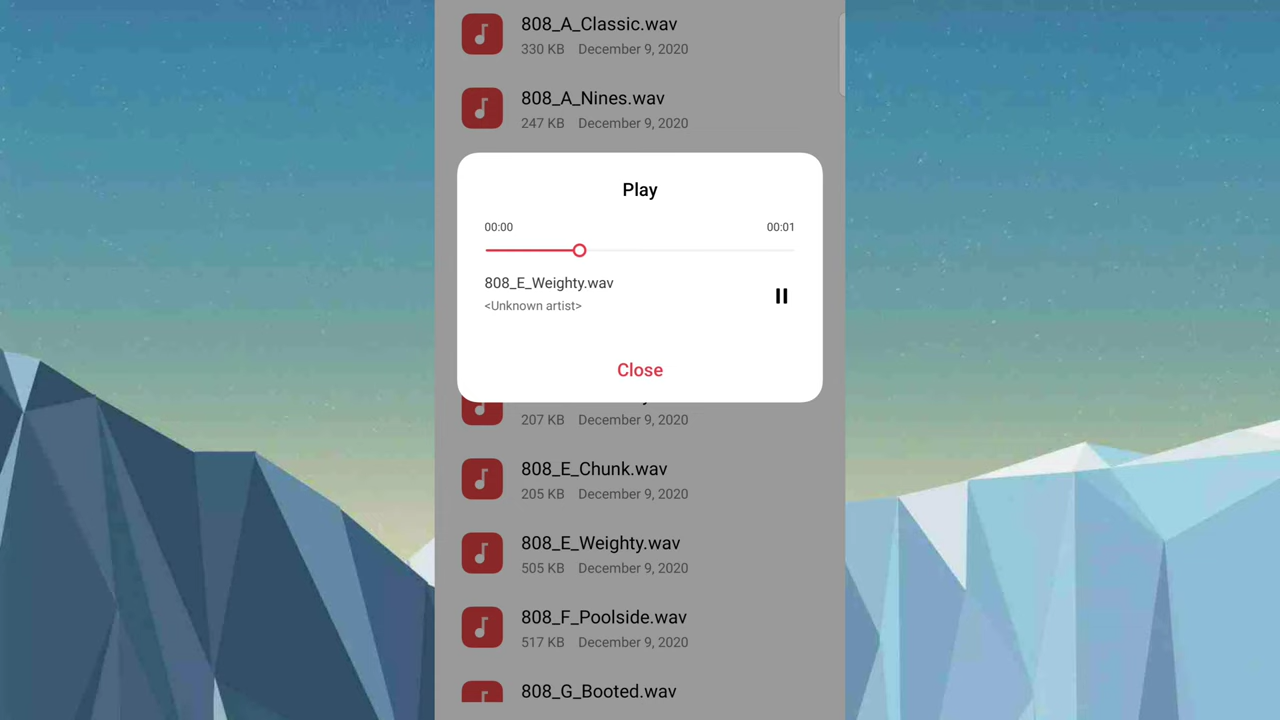 808_A_Classic.wav
330 KB December 9, 2020
808_A_Nines.wav
247 KB December 9, 2020
Play
00:00 00:01
808_E_Weighty.wav
<Unknown artist>
Close
207 KB December 9, 2020
808_E_Chunk.wav
205 KB December 9, 2020
808_E_Weighty.wav
505 KB December 9, 2020
808_F_Poolside.wav
517 KB December 9, 2020
808_G_Booted.wav